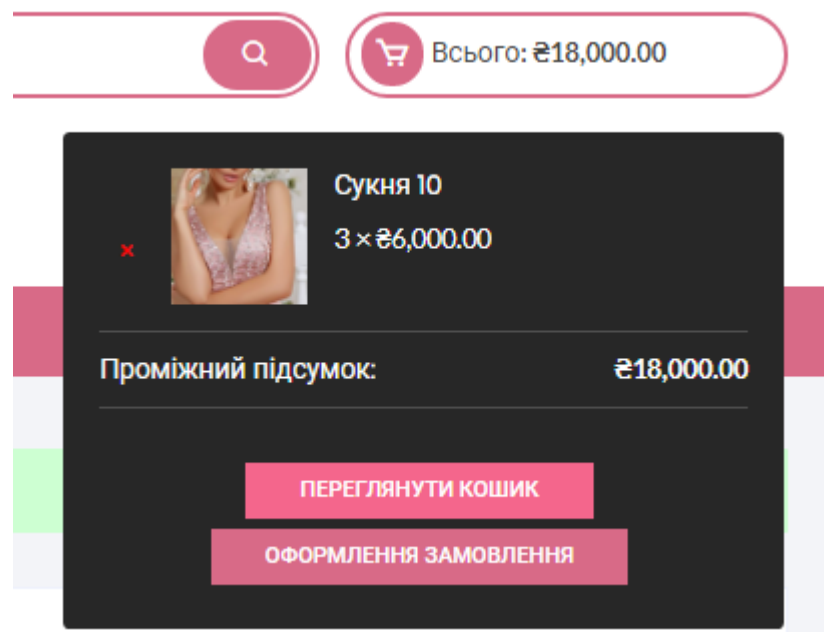 Всього: ₴18,000.00
Сукня 10
3 × ₴6,000.00
Проміжний підсумок: ₴18,000.00
ПЕРЕГЛЯНУТИ КОШИК
ОФОРМЛЕННЯ ЗАМОВЛЕННЯ